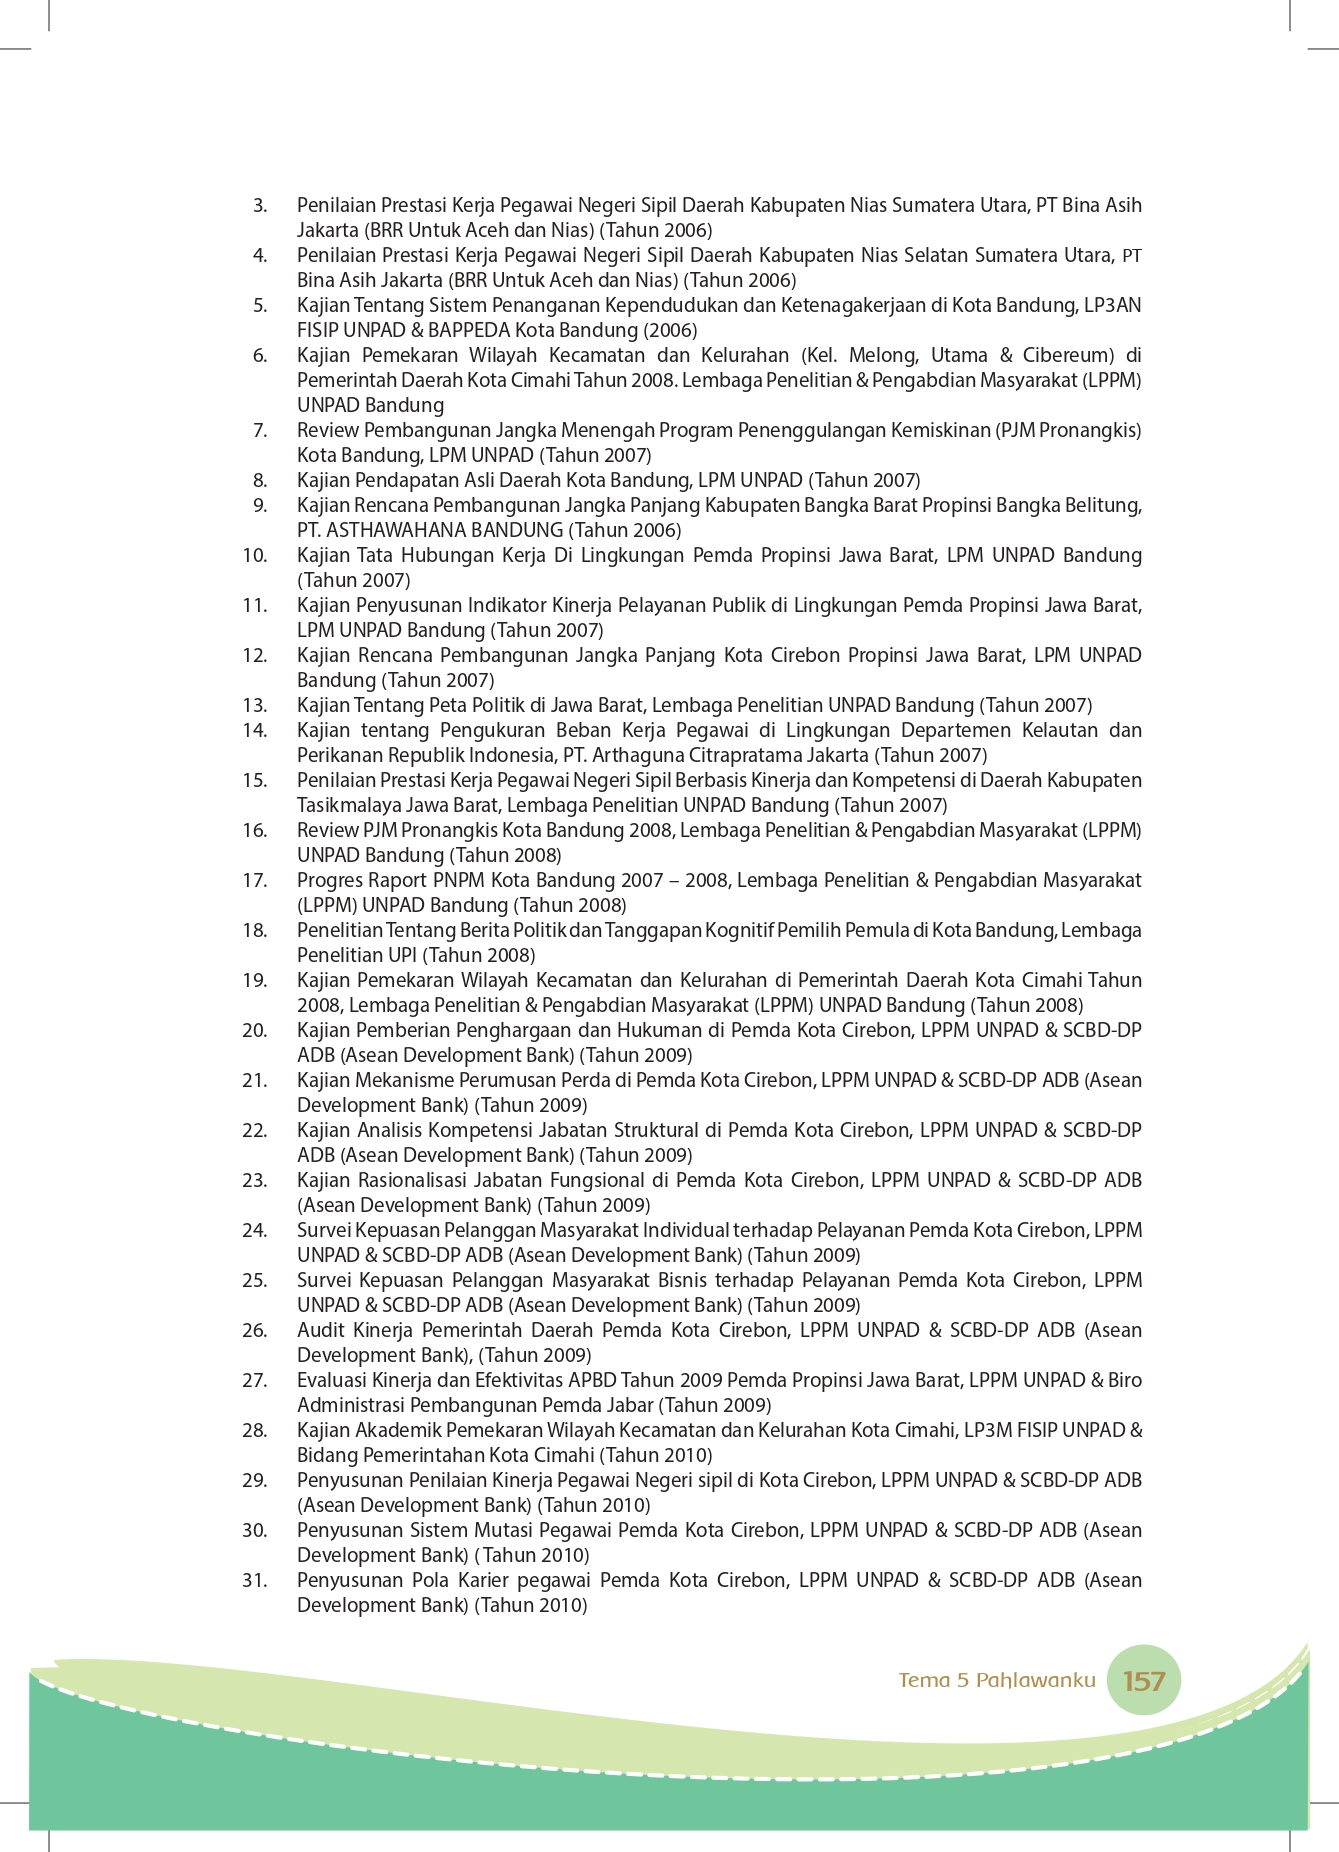 3. Penilaian Prestasi Kerja Pegawai Negeri Sipil Daerah Kabupaten Nias Sumatera Utara, PT Bina Asih
Jakarta (BRR Untuk Aceh dan Nias) (Tahun 2006)
4. Penilaian Prestasi Kerja Pegawai Negeri Sipil Daerah Kabupaten Nias Selatan Sumatera Utara, PT
Bina Asih Jakarta (BRR Untuk Aceh dan Nias) (Tahun 2006)
5. Kajian Tentang Sistem Penanganan Kependudukan dan Ketenagakerjaan di Kota Bandung, LP3AN
FISIP UNPAD & BAPPEDA Kota Bandung (2006)
6. Kajian Pemekaran Wilayah Kecamatan dan Kelurahan (Kel. Melong, Utama & Cibereum) di
Pemerintah Daerah Kota Cimahi Tahun 2008. Lembaga Penelitian & Pengabdian Masyarakat (LPPM)
UNPAD Bandung
7. Review Pembangunan Jangka Menengah Program Penenggulangan Kemiskinan (PJM Pronangkis)
Kota Bandung, LPM UNPAD (Tahun 2007)
8. Kajian Pendapatan Asli Daerah Kota Bandung, LPM UNPAD (Tahun 2007)
9. Kajian Rencana Pembangunan Jangka Panjang Kabupaten Bangka Barat Propinsi Bangka Belitung,
PT. ASTHAWAHANA BANDUNG (Tahun 2006)
10. Kajian Tata Hubungan Kerja Di Lingkungan Pemda Propinsi Jawa Barat, LPM UNPAD Bandung
(Tahun 2007)
11. Kajian Penyusunan Indikator Kinerja Pelayanan Publik di Lingkungan Pemda Propinsi Jawa Barat,
LPM UNPAD Bandung (Tahun 2007)
12. Kajian Rencana Pembangunan Jangka Panjang Kota Cirebon Propinsi Jawa Barat, LPM UNPAD
Bandung (Tahun 2007)
13. Kajian Tentang Peta Politik di Jawa Barat, Lembaga Penelitian UNPAD Bandung (Tahun 2007)
14. Kajian tentang Pengukuran Beban Kerja Pegawai di Lingkungan Departemen Kelautan dan
Perikanan Republik Indonesia, PT. Arthaguna Citrapratama Jakarta (Tahun 2007)
15. Penilaian Prestasi Kerja Pegawai Negeri Sipil Berbasis Kinerja dan Kompetensi di Daerah Kabupaten
Tasikmalaya Jawa Barat, Lembaga Penelitian UNPAD Bandung (Tahun 2007)
16. Review PJM Pronangkis Kota Bandung 2008, Lembaga Penelitian & Pengabdian Masyarakat (LPPM)
UNPAD Bandung (Tahun 2008)
17. Progres Raport PNPM Kota Bandung 2007 – 2008, Lembaga Penelitian & Pengabdian Masyarakat
(LPPM) UNPAD Bandung (Tahun 2008)
18. Penelitian Tentang Berita Politik dan Tanggapan Kognitif Pemilih Pemula di Kota Bandung, Lembaga
Penelitian UPI (Tahun 2008)
19. Kajian Pemekaran Wilayah Kecamatan dan Kelurahan di Pemerintah Daerah Kota Cimahi Tahun
2008, Lembaga Penelitian & Pengabdian Masyarakat (LPPM) UNPAD Bandung (Tahun 2008)
20. Kajian Pemberian Penghargaan dan Hukuman di Pemda Kota Cirebon, LPPM UNPAD & SCBD-DP
ADB (Asean Development Bank) (Tahun 2009)
21. Kajian Mekanisme Perumusan Perda di Pemda Kota Cirebon, LPPM UNPAD & SCBD-DP ADB (Asean
Development Bank) (Tahun 2009)
22. Kajian Analisis Kompetensi Jabatan Struktural di Pemda Kota Cirebon, LPPM UNPAD & SCBD-DP
ADB (Asean Development Bank) (Tahun 2009)
23. Kajian Rasionalisasi Jabatan Fungsional di Pemda Kota Cirebon, LPPM UNPAD & SCBD-DP ADB
(Asean Development Bank) (Tahun 2009)
24. Survei Kepuasan Pelanggan Masyarakat Individual terhadap Pelayanan Pemda Kota Cirebon, LPPM
UNPAD & SCBD-DP ADB (Asean Development Bank) (Tahun 2009)
25. Survei Kepuasan Pelanggan Masyarakat Bisnis terhadap Pelayanan Pemda Kota Cirebon, LPPM
UNPAD & SCBD-DP ADB (Asean Development Bank) (Tahun 2009)
26. Audit Kinerja Pemerintah Daerah Pemda Kota Cirebon, LPPM UNPAD & SCBD-DP ADB (Asean
Development Bank), (Tahun 2009)
27. Evaluasi Kinerja dan Efektivitas APBD Tahun 2009 Pemda Propinsi Jawa Barat, LPPM UNPAD & Biro
Administrasi Pembangunan Pemda Jabar (Tahun 2009)
28. Kajian Akademik Pemekaran Wilayah Kecamatan dan Kelurahan Kota Cimahi, LP3M FISIP UNPAD &
Bidang Pemerintahan Kota Cimahi (Tahun 2010)
29. Penyusunan Penilaian Kinerja Pegawai Negeri sipil di Kota Cirebon, LPPM UNPAD & SCBD-DP ADB
(Asean Development Bank) (Tahun 2010)
30. Penyusunan Sistem Mutasi Pegawai Pemda Kota Cirebon, LPPM UNPAD & SCBD-DP ADB (Asean
Development Bank) ( Tahun 2010)
31. Penyusunan Pola Karier pegawai Pemda Kota Cirebon, LPPM UNPAD & SCBD-DP ADB (Asean
Development Bank) (Tahun 2010)
Tema 5 Pahlawanku 157